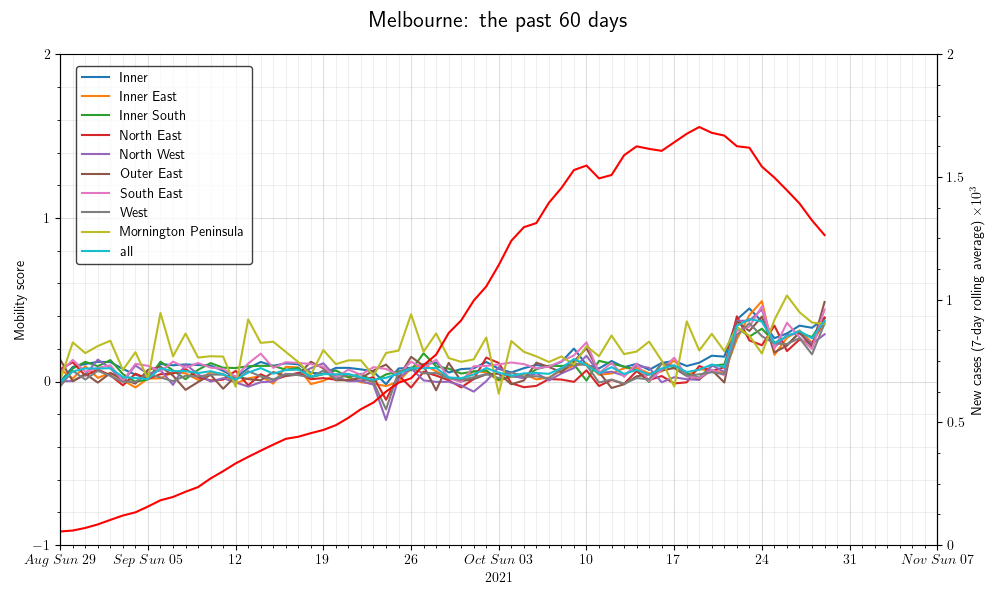 Melbourne: the past 60 days
2
1
0
−1
Mobility score
Inner
Inner East
Inner South
North East
North West
Outer East
South East
West
Mornington Peninsula
all
2
1.5
1
0.5
0
New cases (7-day rolling average) ×10³
Aug Sun 29 Sep Sun 05 12 19 26 Oct Sun 03 10 17 24 31 Nov Sun 07
2021